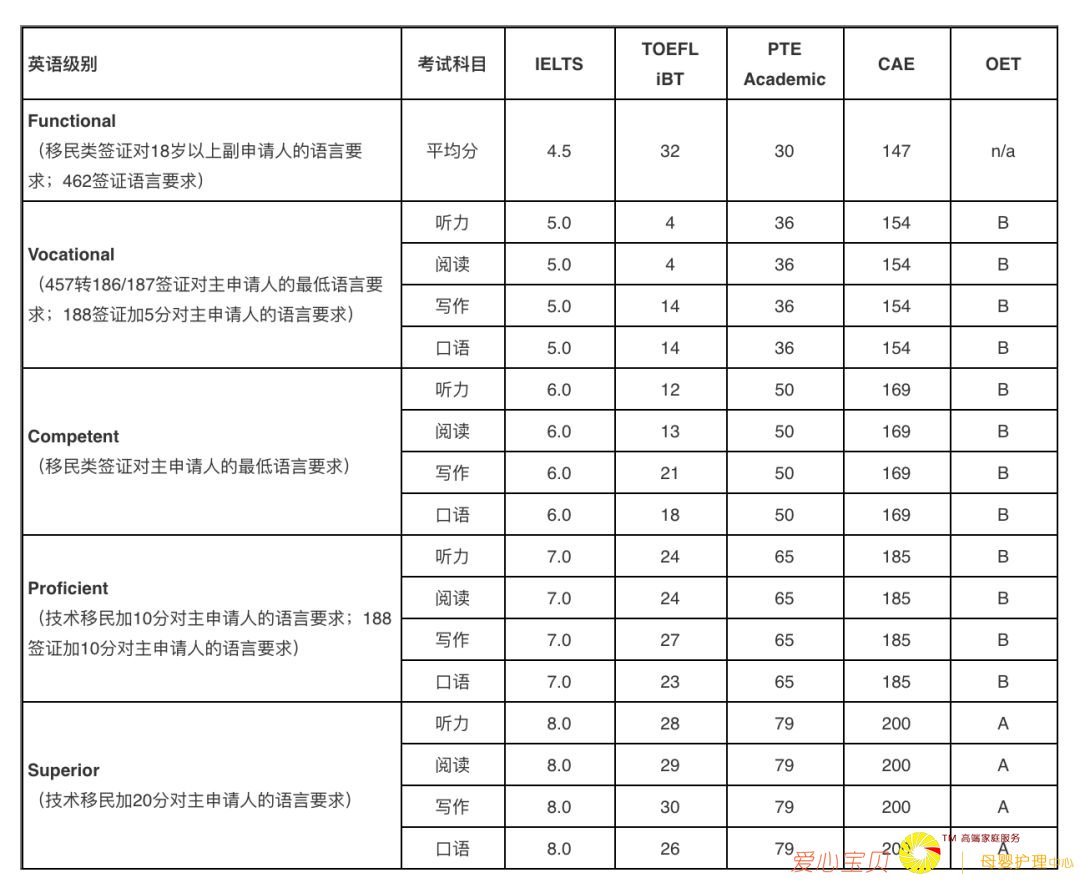 英语级别 考试科目 IELTS TOEFL iBT PTE Academic CAE OET
Functional
（移民类签证对18岁以上副申请人的语言要
求；462签证语言要求）
平均分 4.5 32 30 147 n/a
Vocational
（457转186/187签证对主申请人的最低语言要
求；188签证加5分对主申请人的语言要求）
听力 5.0 4 36 154 B
阅读 5.0 4 36 154 B
写作 5.0 14 36 154 B
口语 5.0 14 36 154 B
Competent
（移民类签证对主申请人的最低语言要求）
听力 6.0 12 50 169 B
阅读 6.0 13 50 169 B
写作 6.0 21 50 169 B
口语 6.0 18 50 169 B
Proficient
（技术移民加10分对主申请人的语言要求；188
签证加10分对主申请人的语言要求）
听力 7.0 24 65 185 B
阅读 7.0 24 65 185 B
写作 7.0 27 65 185 B
口语 7.0 23 65 185 B
Superior
（技术移民加20分对主申请人的语言要求）
听力 8.0 28 79 200 A
阅读 8.0 29 79 200 A
写作 8.0 30 79 200 A
口语 8.0 26 79 200 A
爱心宝贝 TM 高端家庭服务
母婴护理中心